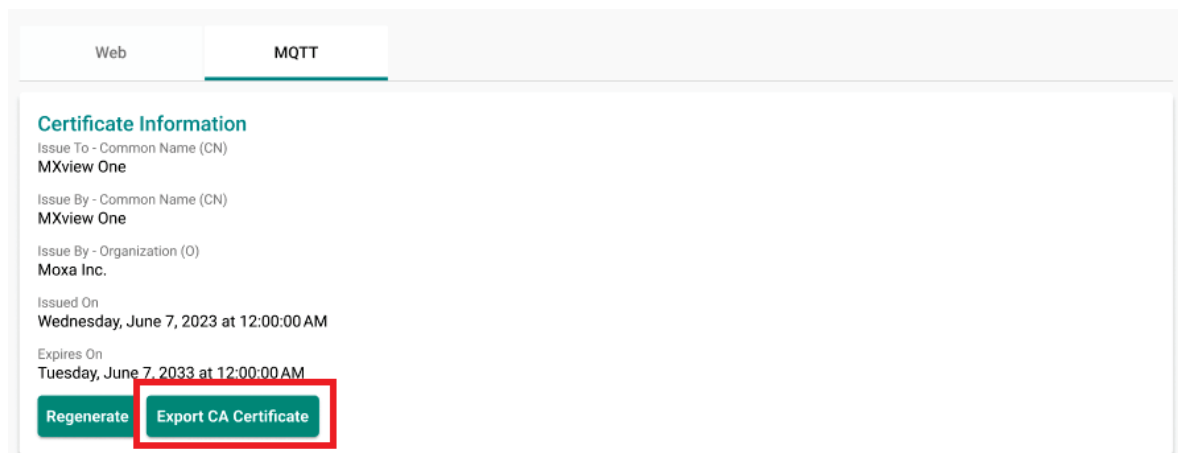 Web MQTT
Certificate Information
Issue To - Common Name (CN)
MXview One
Issue By - Common Name (CN)
MXview One
Issue By - Organization (O)
Moxa Inc.
Issued On
Wednesday, June 7, 2023 at 12:00:00 AM
Expires On
Tuesday, June 7, 2033 at 12:00:00 AM
Regenerate Export CA Certificate